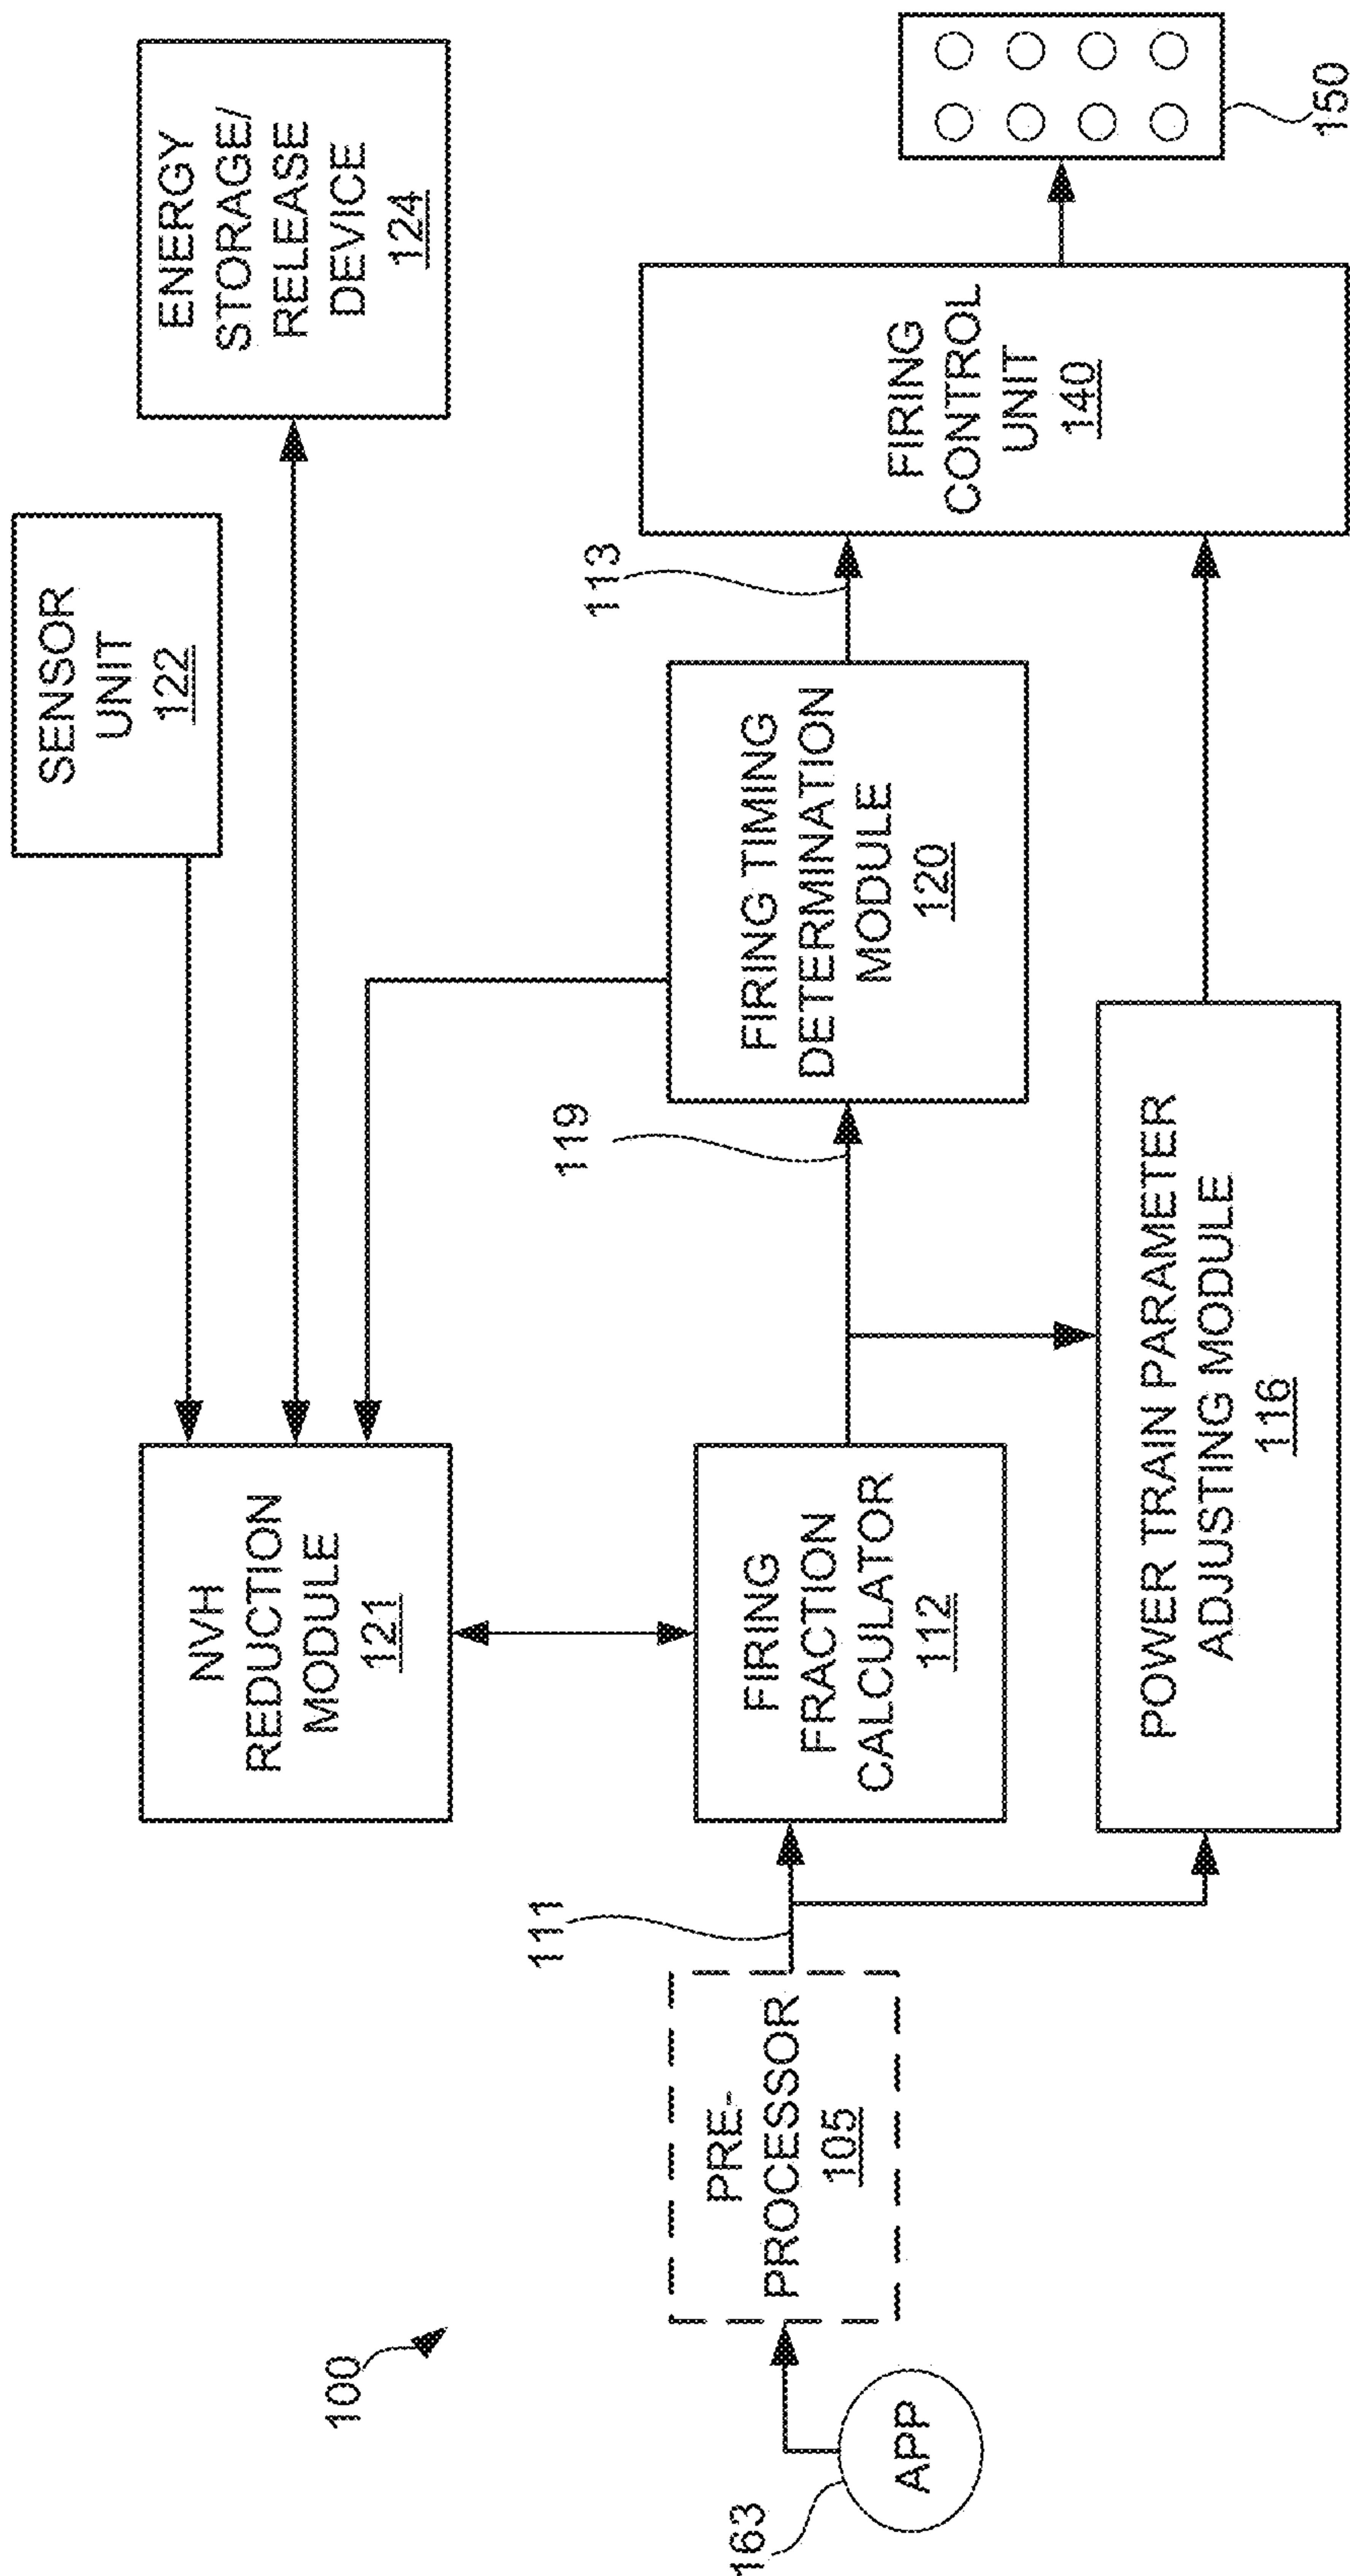 100
163
APP
PRE-
PROCESSOR
105
111
NVH
REDUCTION
MODULE
121
FIRING
FRACTION
CALCULATOR
112
POWER TRAIN PARAMETER
ADJUSTING MODULE
116
119
FIRING TIMING
DETERMINATION
MODULE
120
SENSOR
UNIT
122
113
ENERGY
STORAGE/
RELEASE
DEVICE
124
FIRING
CONTROL
UNIT
140
150